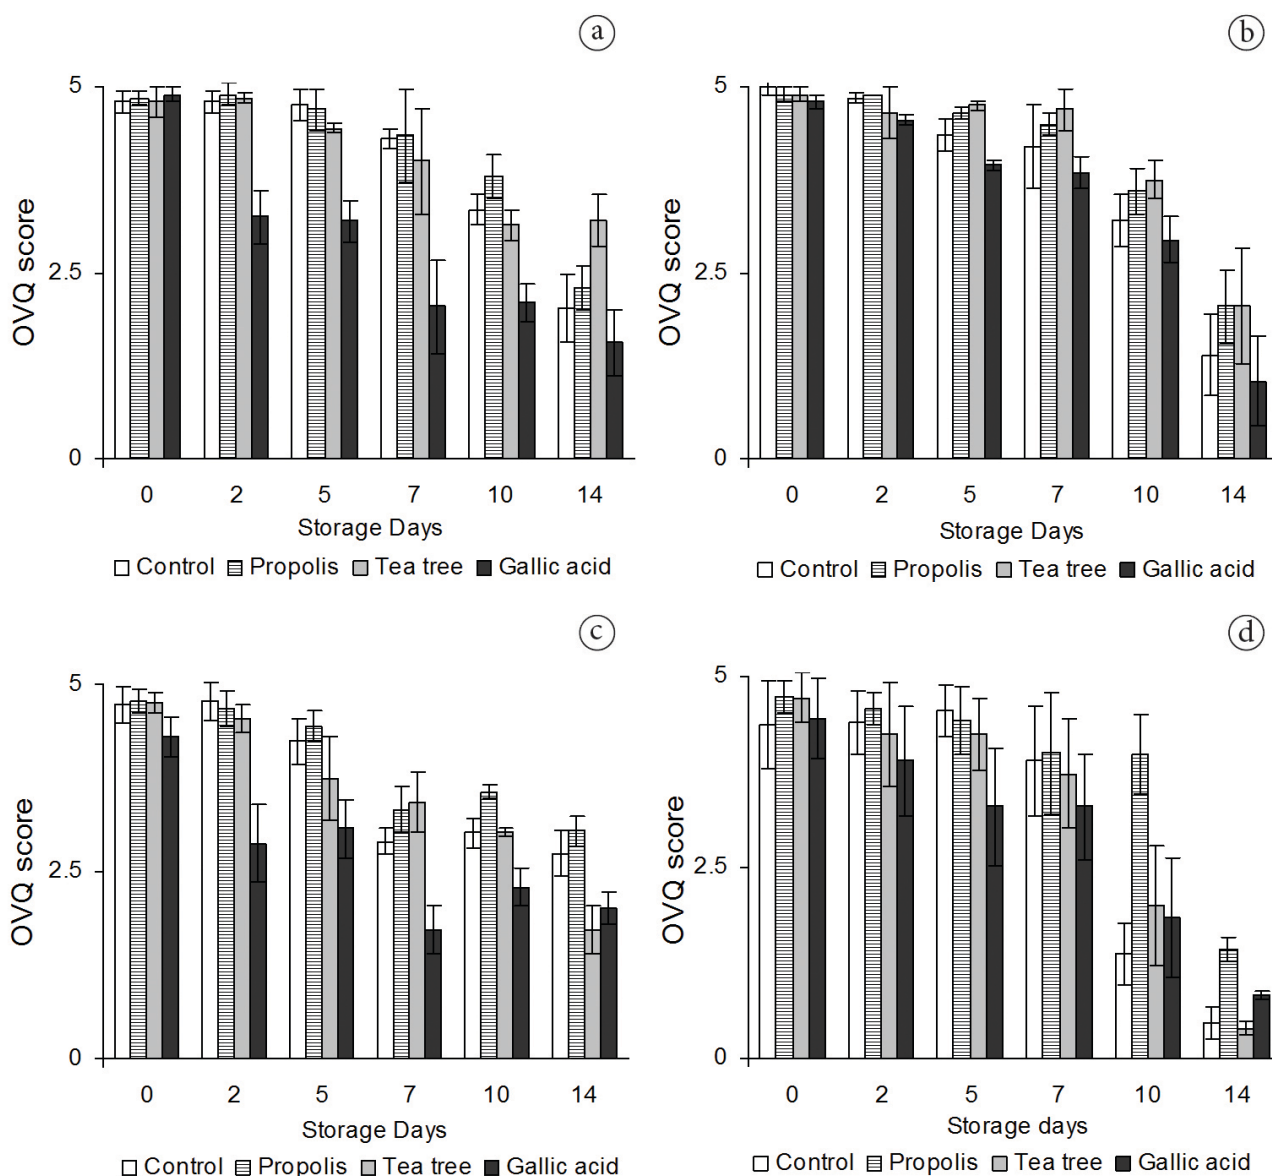 a
5
2.5
0
OVQ score
0 2 5 7 10 14
Storage Days
Control Propolis Tea tree Gallic acid
b
5
2.5
0
OVQ score
0 2 5 7 10 14
Storage Days
Control Propolis Tea tree Gallic acid
c
5
2.5
0
OVQ score
0 2 5 7 10 14
Storage Days
Control Propolis Tea tree Gallic acid
d
5
2.5
0
OVQ score
0 2 5 7 10 14
Storage days
Control Propolis Tea tree Gallic acid